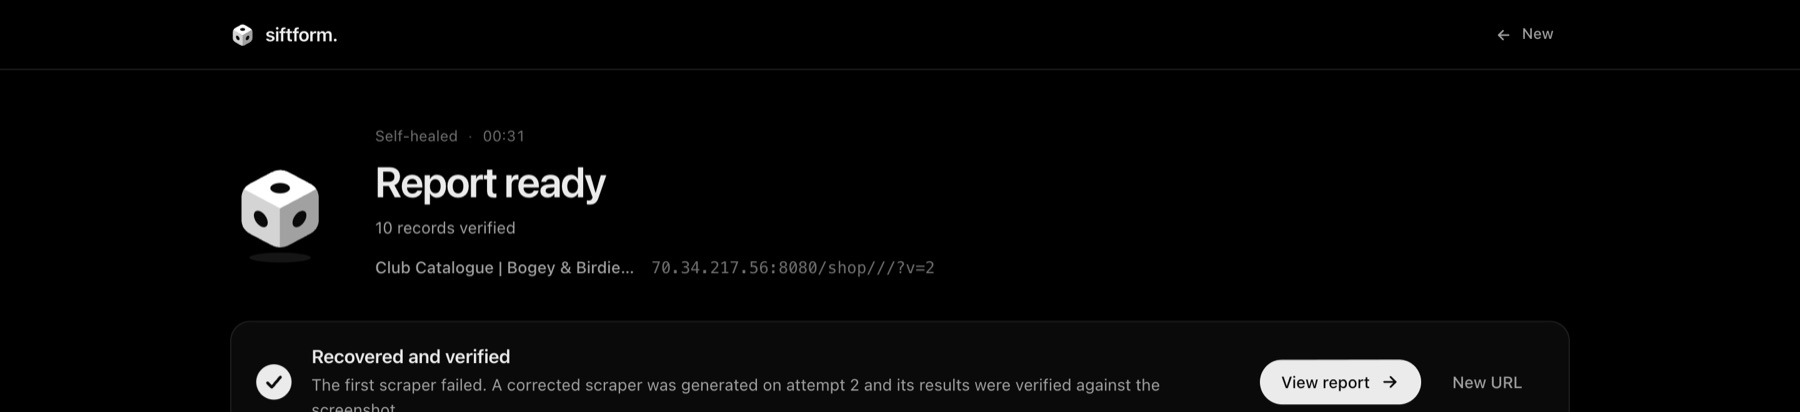 siftform.
← New
Self-healed · 00:31
Report ready
10 records verified
Club Catalogue | Bogey & Birdie... 70.34.217.56:8080/shop///?v=2
Recovered and verified
The first scraper failed. A corrected scraper was generated on attempt 2 and its results were verified against the
screenshot.
View report →
New URL